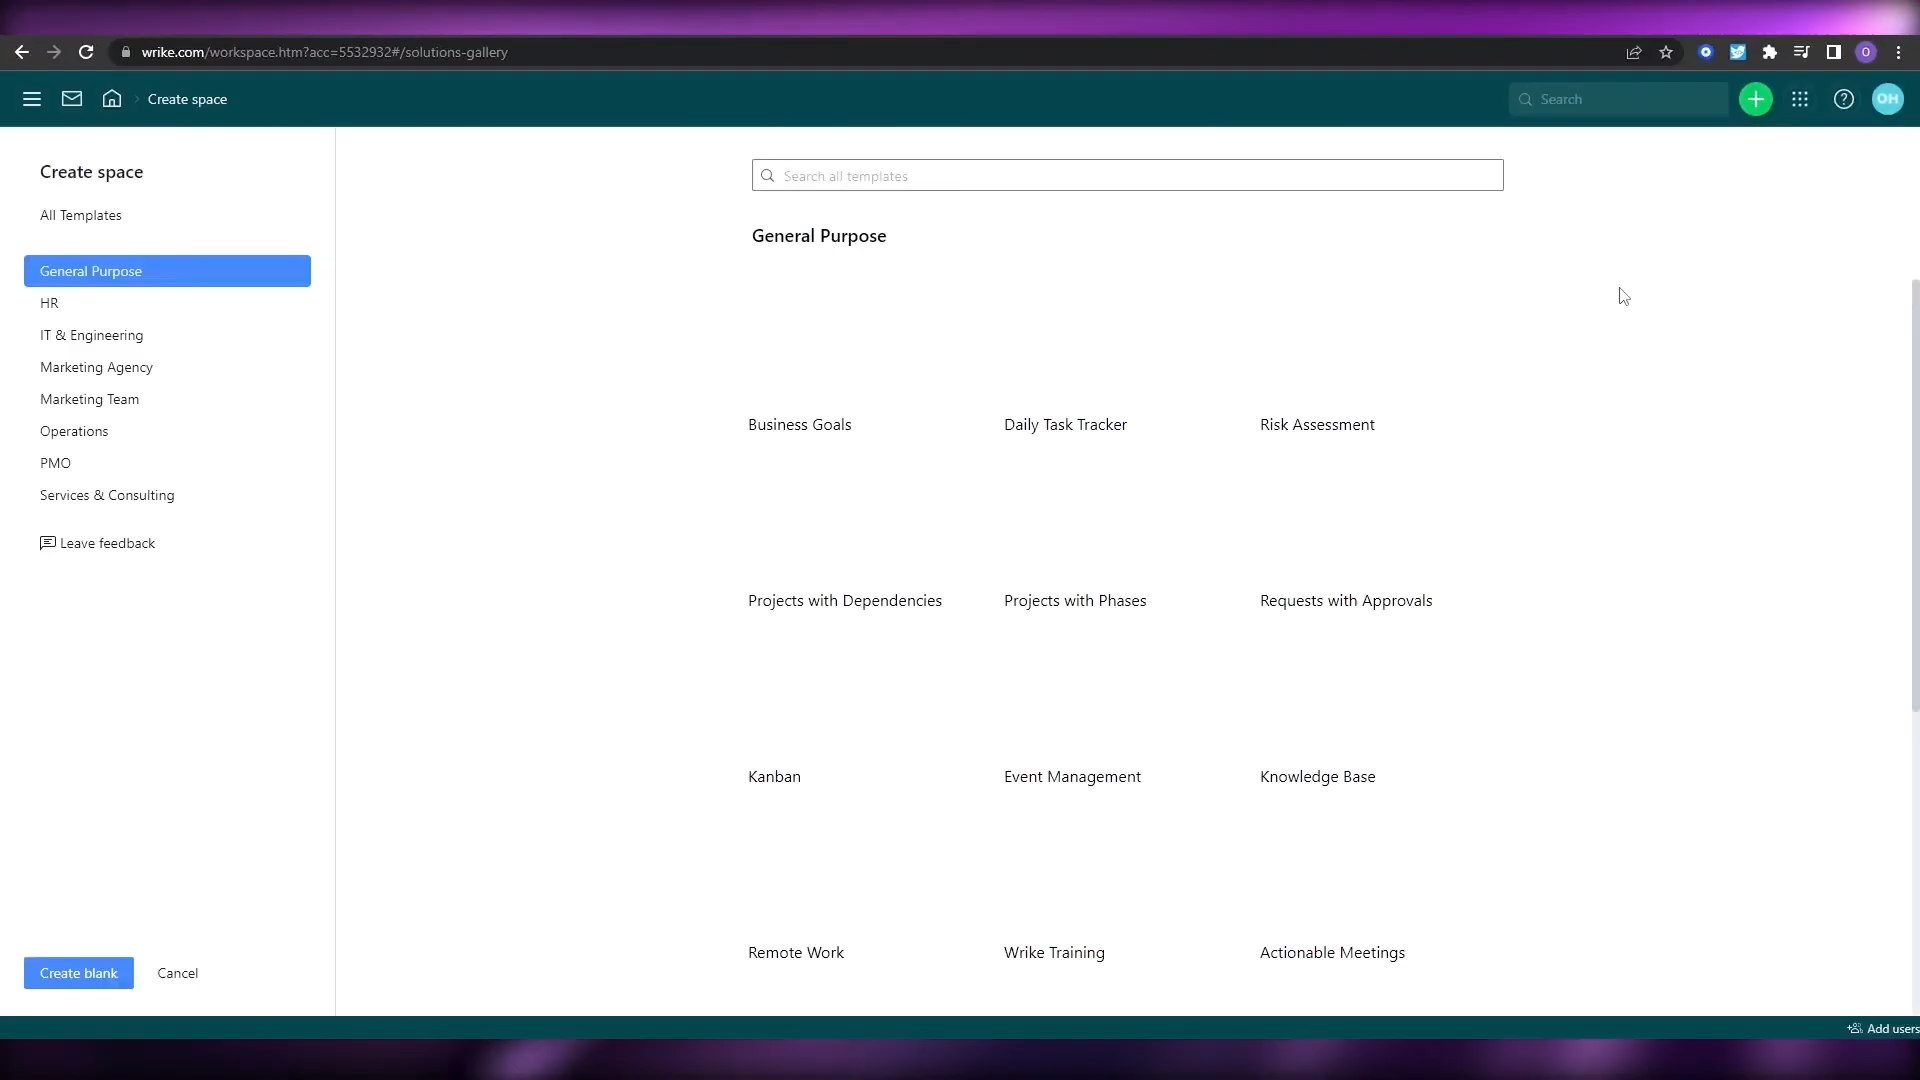 wrike.com/workspace.htm?acc=5532932#/solutions-gallery
O
Create space
Search
OH
Create space
All Templates
General Purpose
HR
IT & Engineering
Marketing Agency
Marketing Team
Operations
PMO
Services & Consulting
Leave feedback
Create blank
Cancel
Search all templates
General Purpose
Business Goals
Daily Task Tracker
Risk Assessment
Projects with Dependencies
Projects with Phases
Requests with Approvals
Kanban
Event Management
Knowledge Base
Remote Work
Wrike Training
Actionable Meetings
Add users